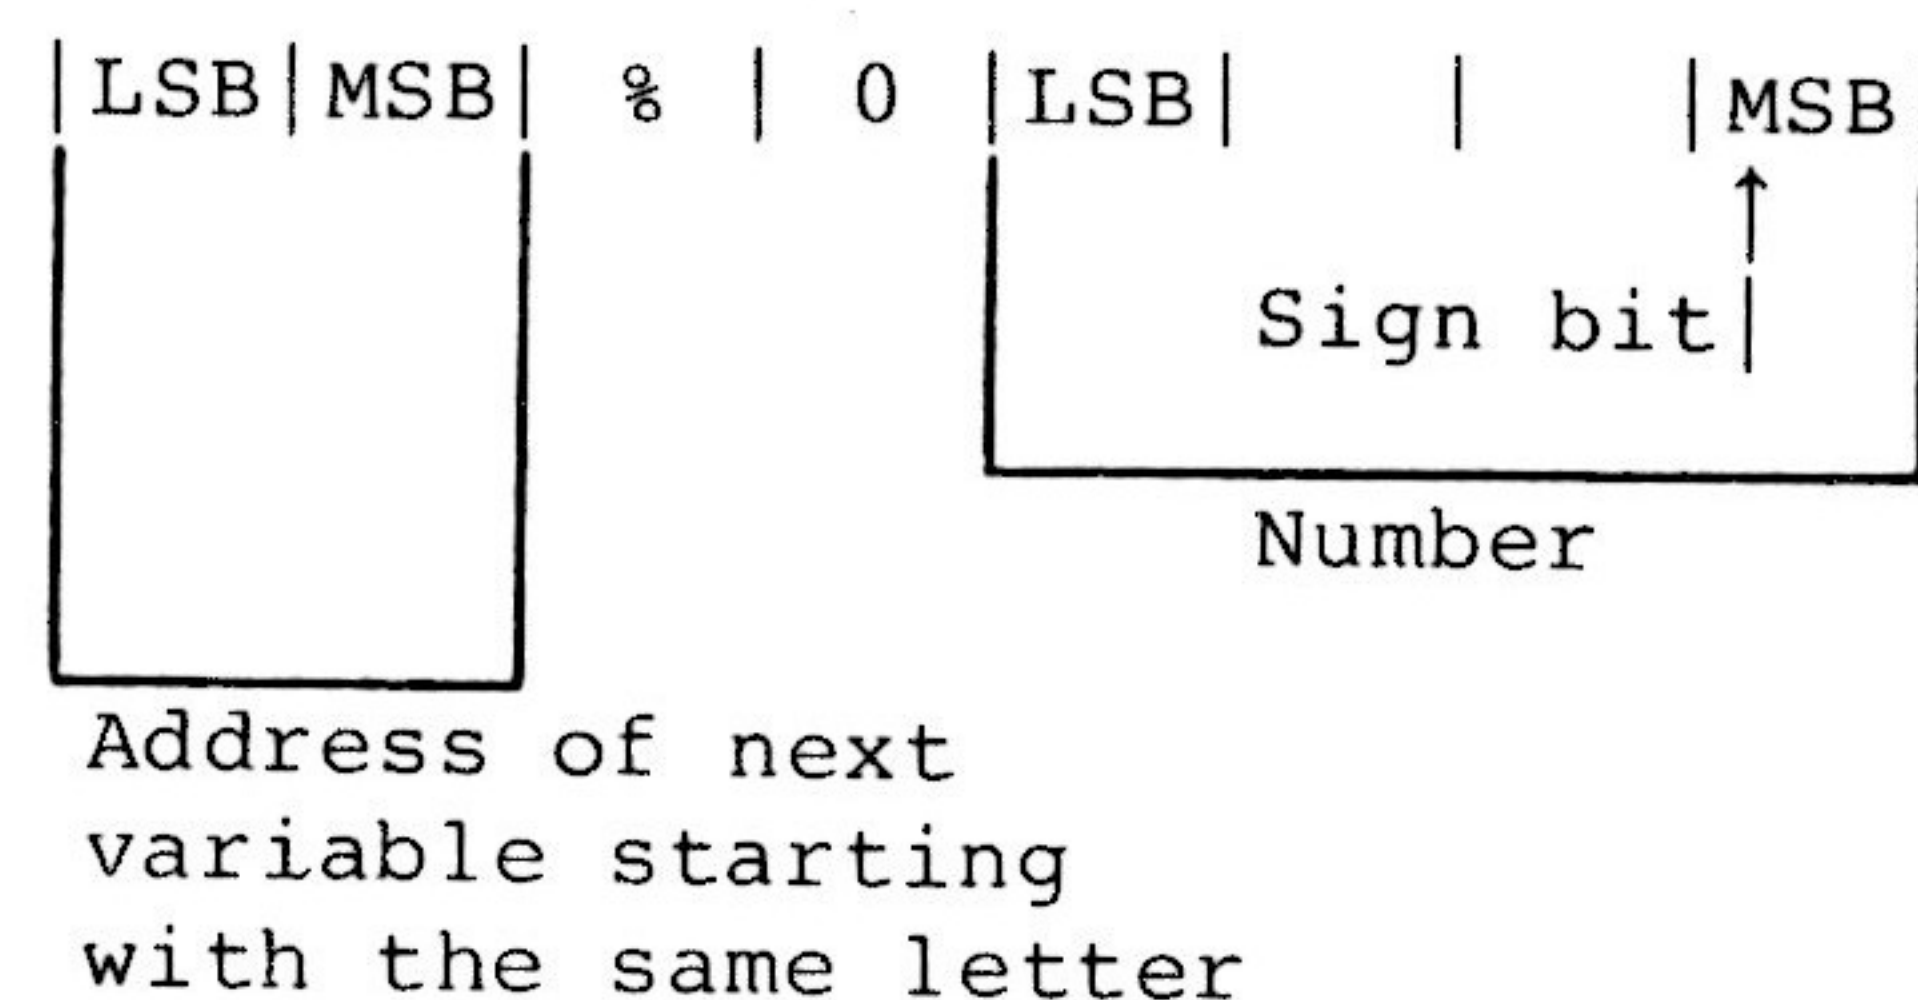 |LSB|MSB| % | 0 |LSB| | |MSB
Sign bit|
Number
Address of next
variable starting
with the same letter